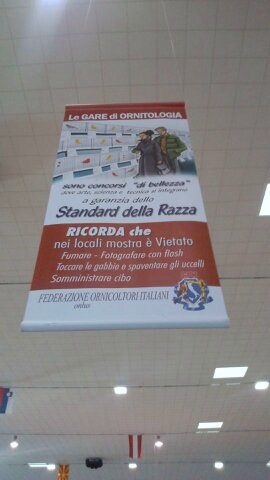 Le GARE di ORNITOLOGIA
sono concorsi "di bellezza"
dove arte, scienza e tecnica si integrano
a garanzia dello
Standard della Razza
RICORDA che
nei locali mostra è Vietato
Fumare - Fotografare con flash
Toccare le gabbie e spaventare gli uccelli
Somministrare cibo
FEDERAZIONE ORNICOLTORI ITALIANI
onlus